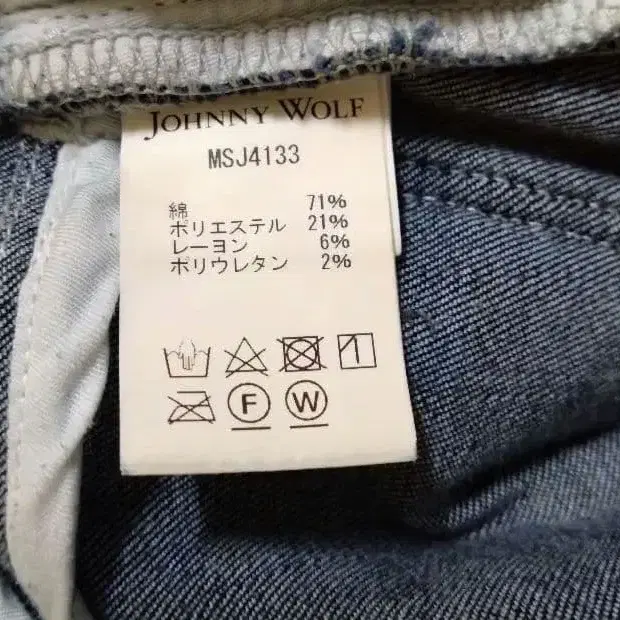 JOHNNY WOLF
MSJ4133
綿 71%
ポリエステル 21%
レーヨン 6%
ポリウレタン 2%
F W